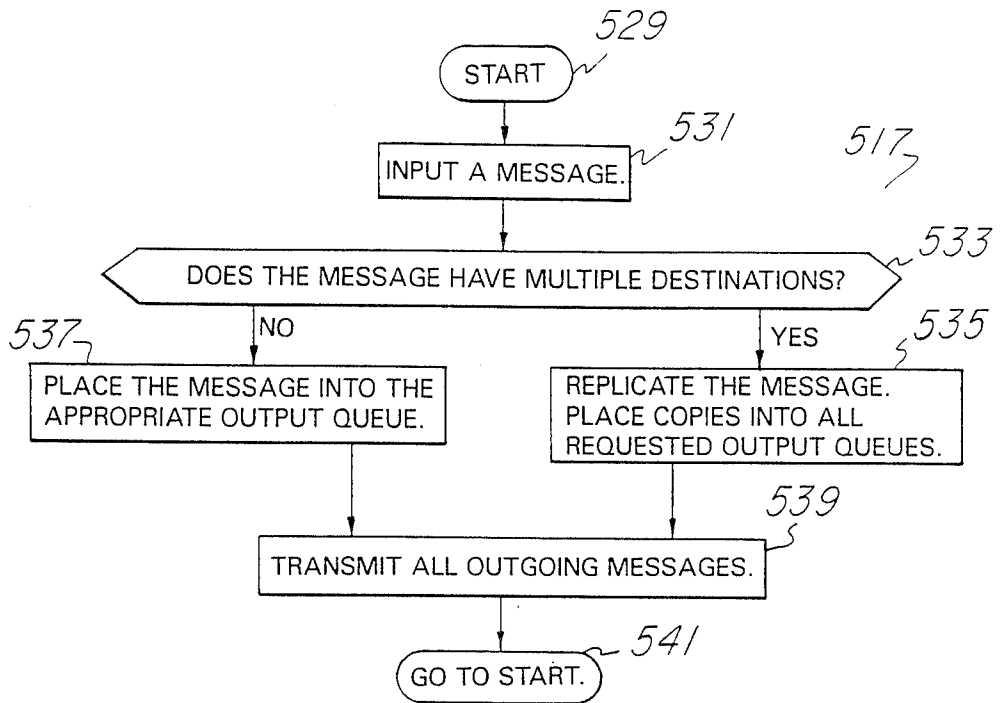 529
START
531
INPUT A MESSAGE.
517
533
DOES THE MESSAGE HAVE MULTIPLE DESTINATIONS?
NO
YES
537
PLACE THE MESSAGE INTO THE
APPROPRIATE OUTPUT QUEUE.
535
REPLICATE THE MESSAGE.
PLACE COPIES INTO ALL
REQUESTED OUTPUT QUEUES.
539
TRANSMIT ALL OUTGOING MESSAGES.
541
GO TO START.